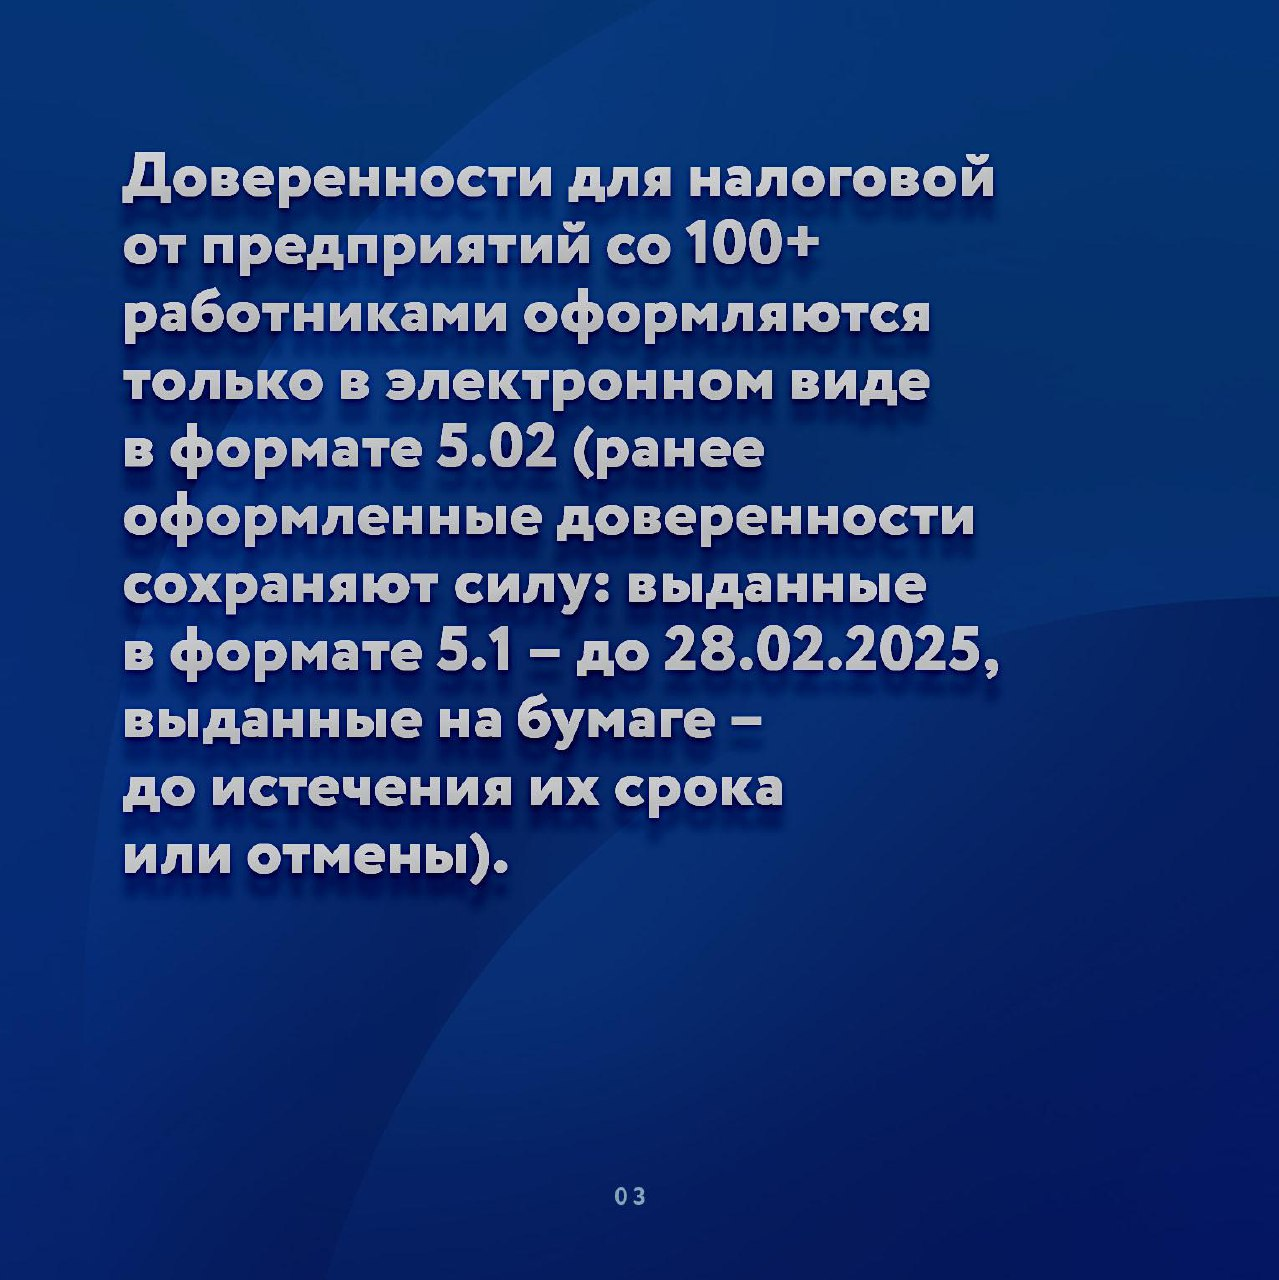 Доверенности для налоговой
от предприятий со 100+
работниками оформляются
только в электронном виде
в формате 5.02 (ранее
оформленные доверенности
сохраняют силу: выданные
в формате 5.1 – до 28.02.2025,
выданные на бумаге –
до истечения их срока
или отмены).
03